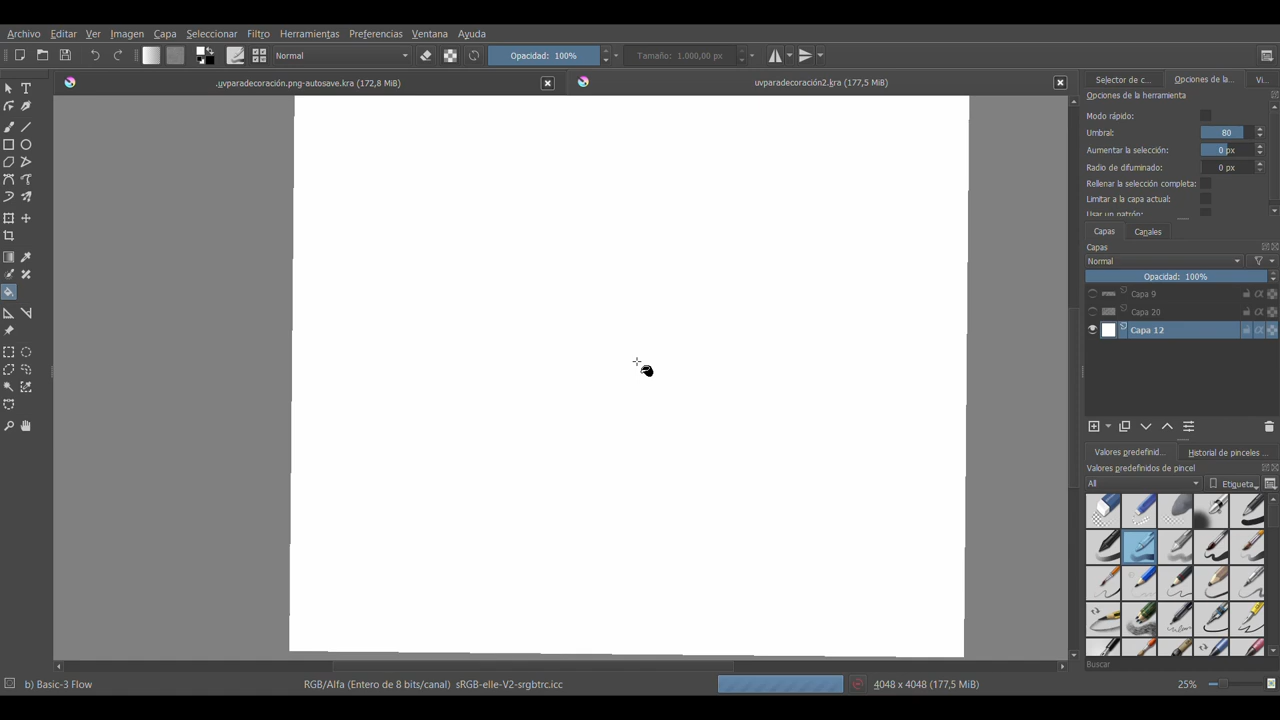 Archivo Editar Ver Imagen Capa Seleccionar Filtro Herramientas Preferencias Ventana Ayuda
Normal Opacidad: 100% Tamaño: 1.000,00 px
.uvparadecoración.png-autosave.kra (172,8 MiB) uvparadecoración2.kra (177,5 MiB)
Selector de c... Opciones de la... Vi...
Opciones de la herramienta
Modo rápido:
Umbral: 80
Aumentar la selección: 0 px
Radio de difuminado: 0 px
Rellenar la selección completa:
Limitar a la capa actual:
Usar un patrón:
Capas Canales
Capas
Normal
Opacidad: 100%
Capa 9
Capa 20
Capa 12
Valores predefinid... Historial de pinceles ...
Valores predefinidos de pincel
All Etiqueta
Buscar
b) Basic-3 Flow RGB/Alfa (Entero de 8 bits/canal) sRGB-elle-V2-srgbtrc.icc 4048 x 4048 (177,5 MiB) 25%